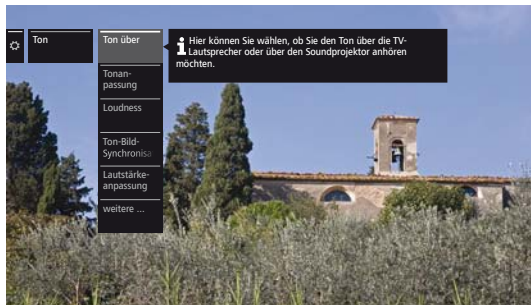 Ton
Ton über
Hier können Sie wählen, ob Sie den Ton über die TV-
Lautsprecher oder über den Soundprojektor anhören
möchten.
Tonan-
passung
Loudness
Ton-Bild-
Synchronisa
Lautstärke-
anpassung
weitere ...